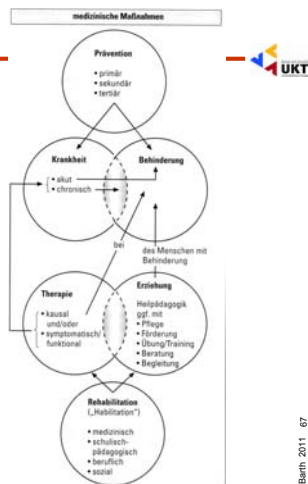 medizinische Maßnahmen
Prävention
• primär
• sekundär
• tertiär
UKT
Krankheit
Behinderung
• akut
• chronisch
bei
des Menschen mit
Behinderung
Therapie
• kausal
und/oder
• symptomatisch/
funktional
Erziehung
Heilpädagogik
ggf. mit
• Pflege
• Förderung
• Übung/Training
• Beratung
• Begleitung
Rehabilitation
(„Habilitation“)
• medizinisch
• schulisch-
pädagogisch
• beruflich
• sozial
Barth 2011 67